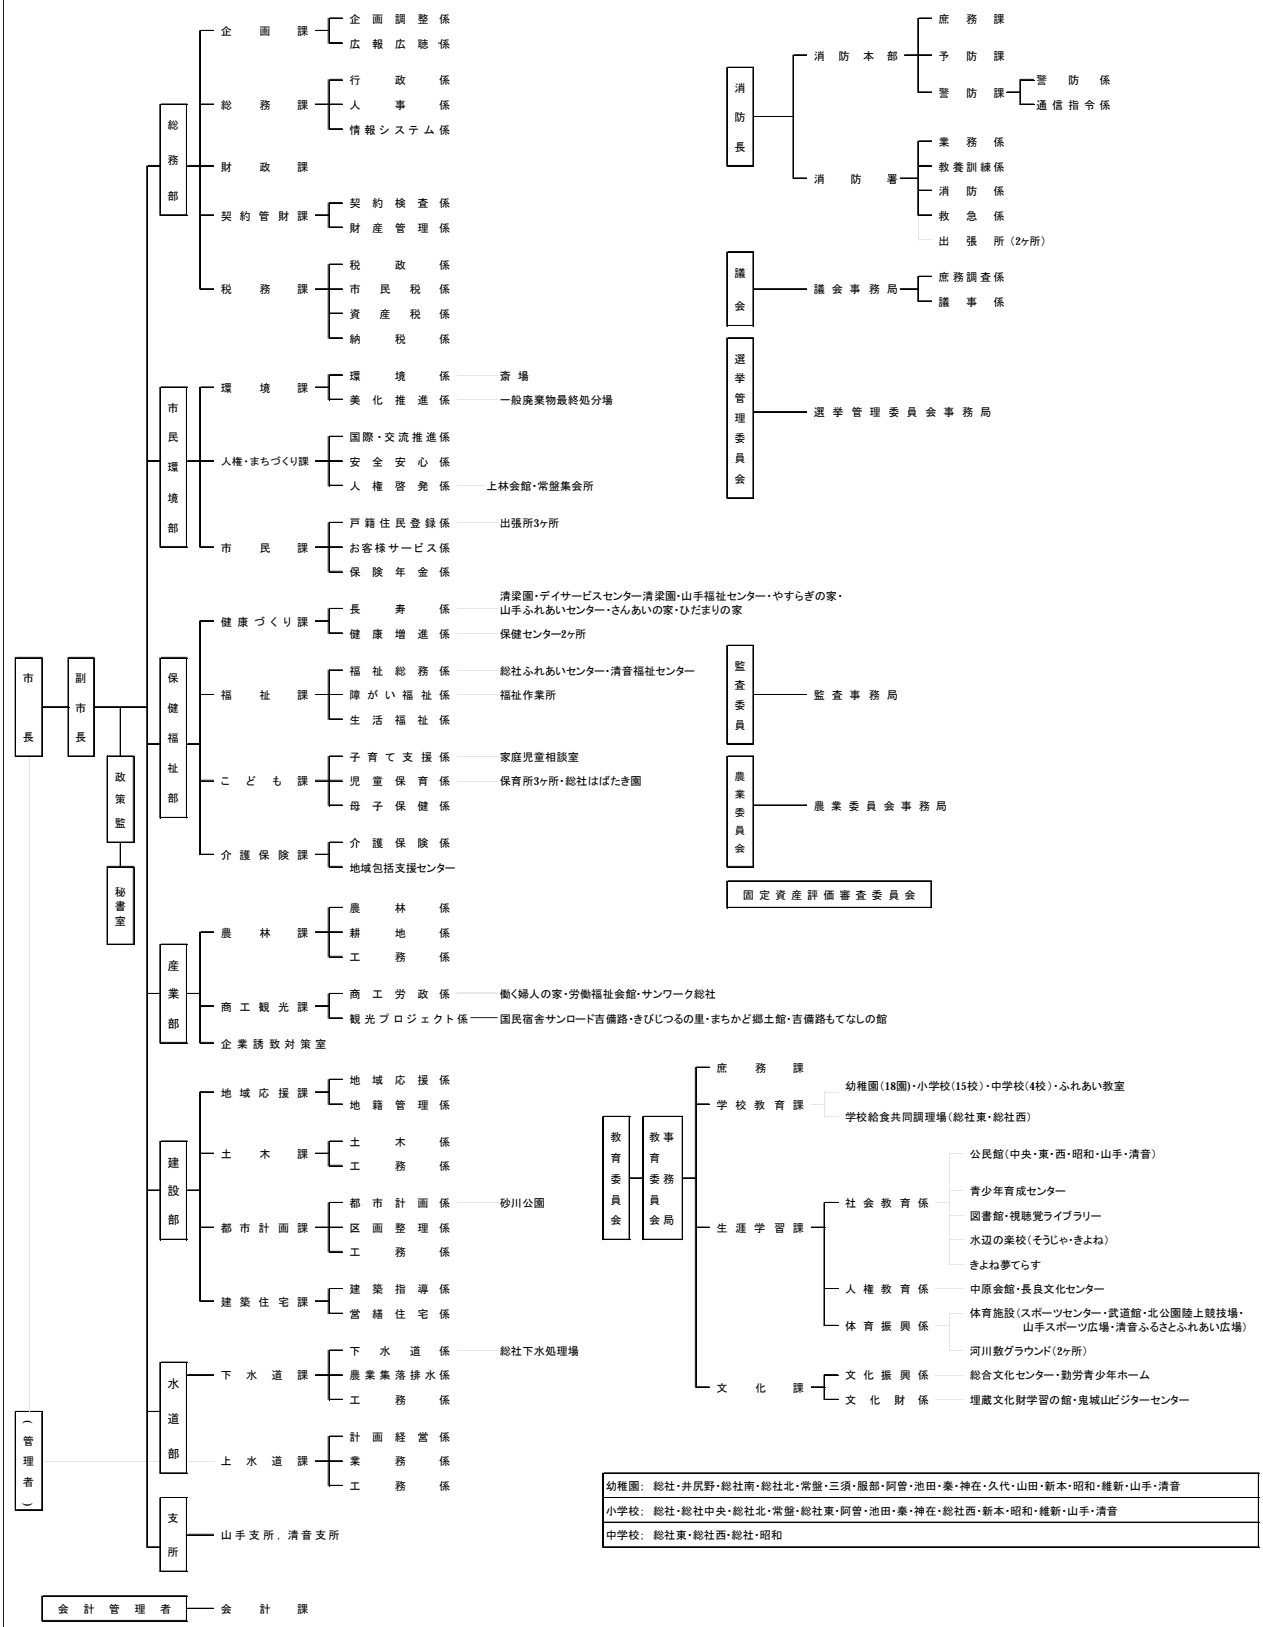 市長
副市長
政策監
秘書室
総務部
企画課
企画調整係
広報広聴係
総務課
行政係
人事係
情報システム係
財政課
契約管財課
契約検査係
財産管理係
税務課
税政係
市民税係
資産税係
納税係
市民環境部
環境課
環境係 斎場
美化推進係 一般廃棄物最終処分場
人権・まちづくり課
国際・交流推進係
安全安心係
人権啓発係 上林会館・常盤集会所
市民課
戸籍住民登録係 出張所3ヶ所
お客様サービス係
保険年金係
保健福祉部
健康づくり課
長寿係 清梁園・デイサービスセンター清梁園・山手福祉センター・やすらぎの家・
山手ふれあいセンター・さんあいの家・ひだまりの家
健康増進係 保健センター2ヶ所
福祉課
福祉総務係 総社ふれあいセンター・清音福祉センター
障がい福祉係 福祉作業所
生活福祉係
こども課
子育て支援係 家庭児童相談室
児童保育係 保育所3ヶ所・総社はばたき園
母子保健係
介護保険課
介護保険係
地域包括支援センター
産業部
農林課
農林係
耕地係
工務係
商工観光課
商工労政係 働く婦人の家・労働福祉会館・サンワーク総社
観光プロジェクト係 国民宿舎サンロード吉備路・きびじつるの里・まちかど郷土館・吉備路もてなしの館
企業誘致対策室
建設部
地域応援課
地域応援係
地籍管理係
土木課
土木係
工務係
都市計画課
都市計画係 砂川公園
区画整理係
工務係
建築住宅課
建築指導係
営繕住宅係
水道部
下水道課
下水道係 総社下水処理場
農業集落排水係
工務係
(管理者)
上水道課
計画経営係
業務係
工務係
支所
山手支所、清音支所
会計管理者
会計課
消防長
消防本部
庶務課
予防課
警防課
警防係
通信指令係
消防署
業務係
教養訓練係
消防係
救急係
出張所(2ヶ所)
議会
議会事務局
庶務調査係
議事係
選挙管理委員会
選挙管理委員会事務局
監査委員
監査事務局
農業委員会
農業委員会事務局
固定資産評価審査委員会
教育委員会
教育委員会事務局
庶務課
学校教育課
幼稚園(18園)・小学校(15校)・中学校(4校)・ふれあい教室
学校給食共同調理場(総社東・総社西)
生涯学習課
社会教育係
公民館(中央・東・西・昭和・山手・清音)
青少年育成センター
図書館・視聴覚ライブラリー
水辺の楽校(そうじゃ・きよね)
きよね夢てらす
人権教育係 中原会館・長良文化センター
体育振興係
体育施設(スポーツセンター・武道館・北公園陸上競技場・
山手スポーツ広場・清音ふるさとふれあい広場)
河川敷グラウンド(2ヶ所)
文化課
文化振興係 総合文化センター・勤労青少年ホーム
文化財係 埋蔵文化財学習の館・鬼城山ビジターセンター
幼稚園: 総社・井尻野・総社南・総社北・常盤・三須・服部・阿曽・池田・秦・神在・久代・山田・新本・昭和・維新・山手・清音
小学校: 総社・総社中央・総社北・常盤・総社東・阿曽・池田・秦・神在・総社西・新本・昭和・維新・山手・清音
中学校: 総社東・総社西・総社・昭和